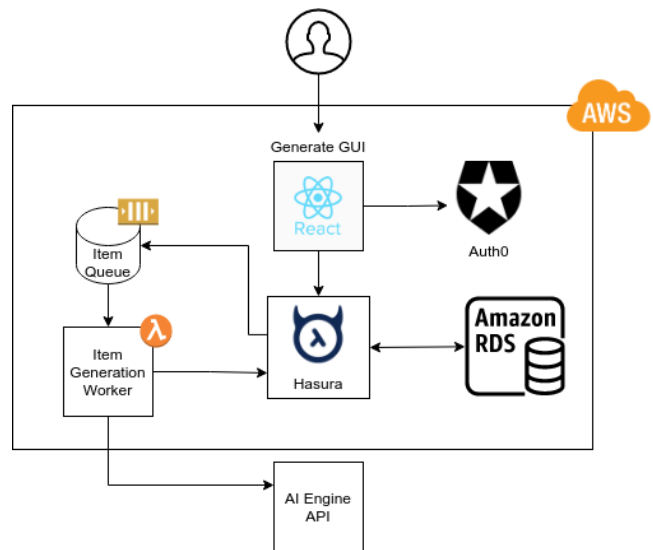 AWS
Generate GUI
React
Auth0
Item
Queue
Amazon
RDS
Item
Generation
Worker
Hasura
AI Engine
API